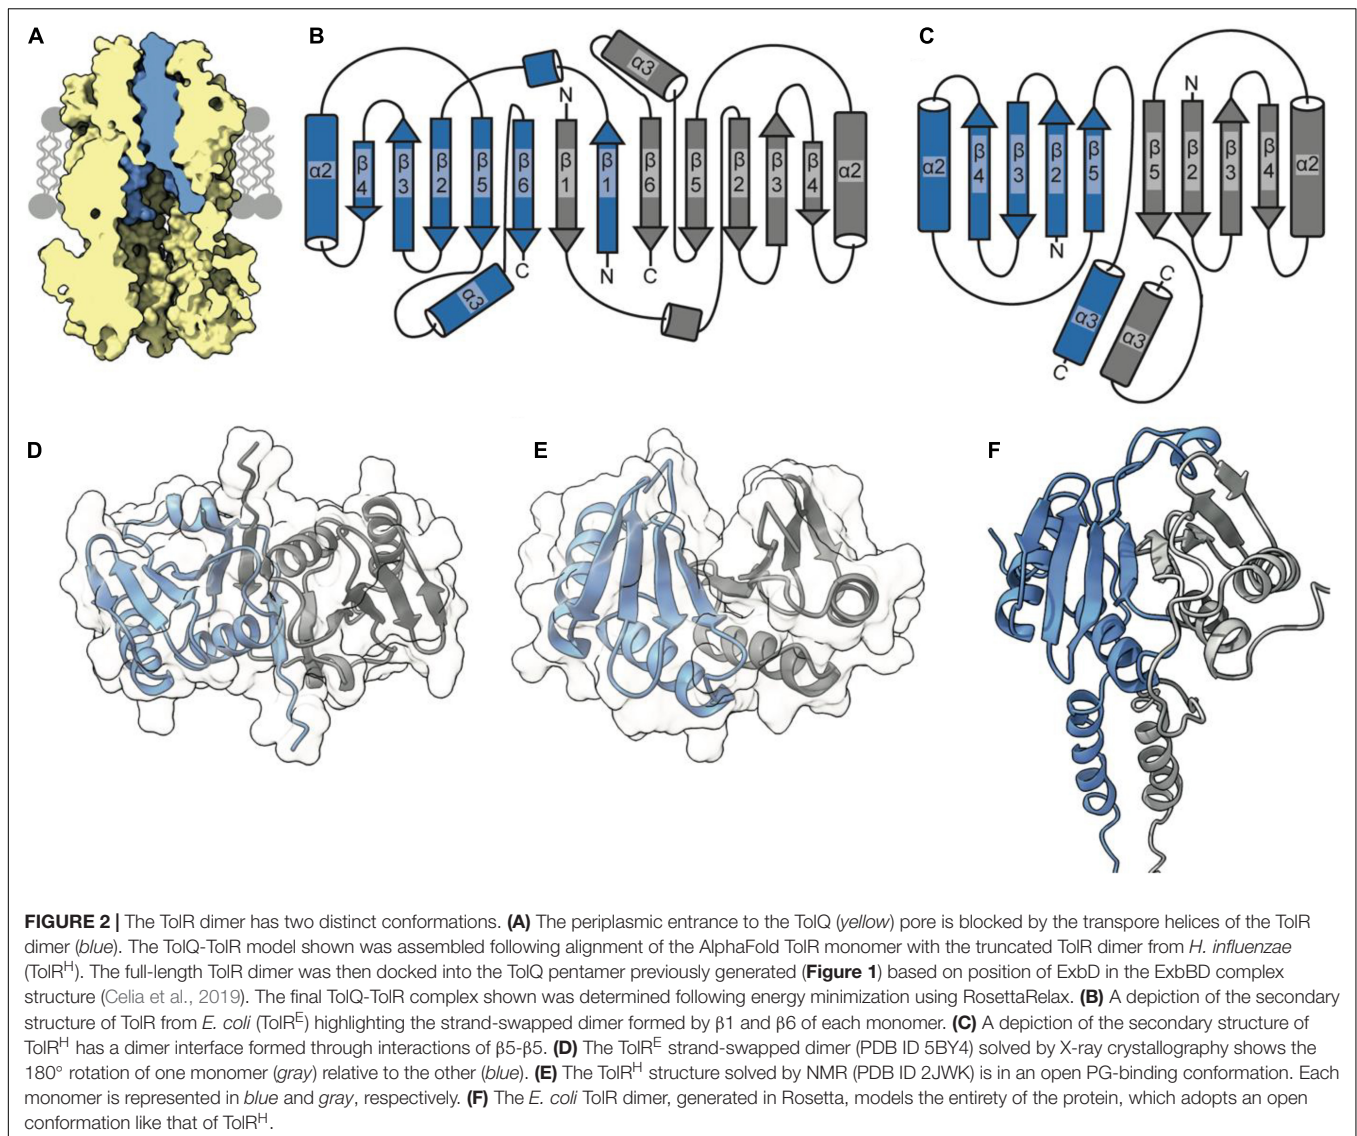 A
B
C
α2
β
4
β
3
β
2
β
5
β
6
C
α3
N
β
1
β
1
N
α3
β
6
C
β
5
β
2
β
3
β
4
α2
α2
β
4
β
3
β
2
N
β
5
α3
C
β
5
N
β
2
β
3
β
4
α2
C
α3
D
E
F
FIGURE 2 | The TolR dimer has two distinct conformations. (A) The periplasmic entrance to the TolQ (yellow) pore is blocked by the transpore helices of the TolR
dimer (blue). The TolQ-TolR model shown was assembled following alignment of the AlphaFold TolR monomer with the truncated TolR dimer from H. influenzae
(TolRᴴ). The full-length TolR dimer was then docked into the TolQ pentamer previously generated (Figure 1) based on position of ExbD in the ExbBD complex
structure (Celia et al., 2019). The final TolQ-TolR complex shown was determined following energy minimization using RosettaRelax. (B) A depiction of the secondary
structure of TolR from E. coli (TolRᴱ) highlighting the strand-swapped dimer formed by β1 and β6 of each monomer. (C) A depiction of the secondary structure of
TolRᴴ has a dimer interface formed through interactions of β5-β5. (D) The TolRᴱ strand-swapped dimer (PDB ID 5BY4) solved by X-ray crystallography shows the
180° rotation of one monomer (gray) relative to the other (blue). (E) The TolRᴴ structure solved by NMR (PDB ID 2JWK) is in an open PG-binding conformation. Each
monomer is represented in blue and gray, respectively. (F) The E. coli TolR dimer, generated in Rosetta, models the entirety of the protein, which adopts an open
conformation like that of TolRᴴ.